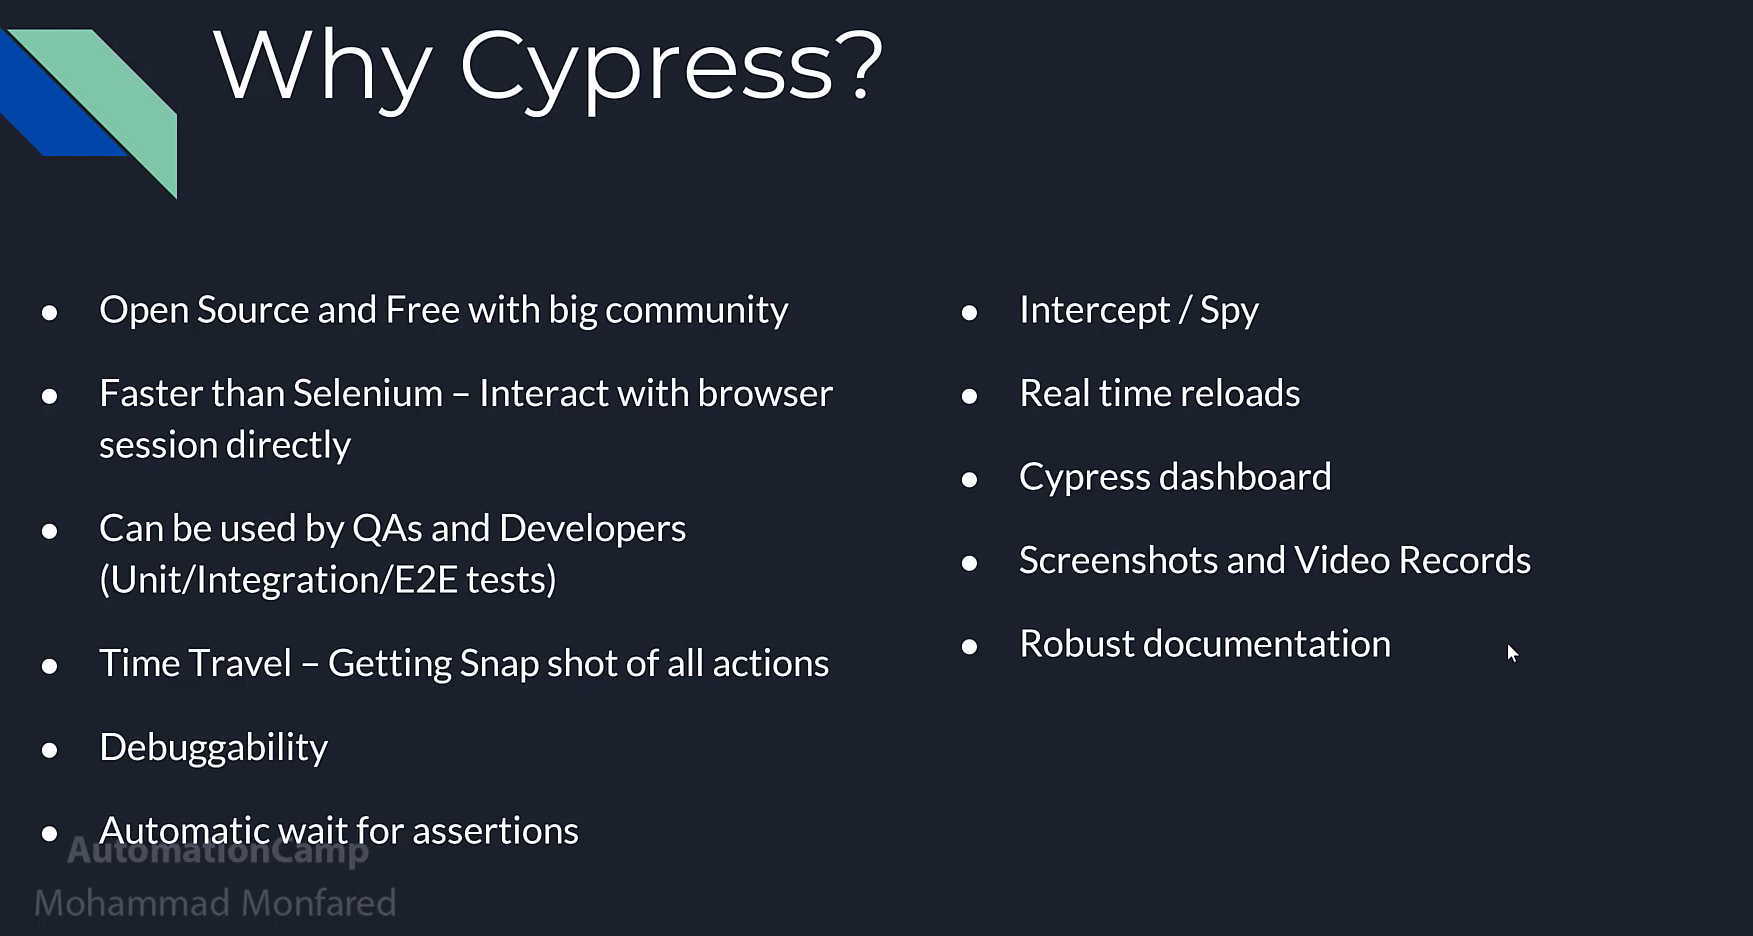 Why Cypress?
● Open Source and Free with big community
● Faster than Selenium – Interact with browser
session directly
● Can be used by QAs and Developers
(Unit/Integration/E2E tests)
● Time Travel – Getting Snap shot of all actions
● Debuggability
● Automatic wait for assertions
● Intercept / Spy
● Real time reloads
● Cypress dashboard
● Screenshots and Video Records
● Robust documentation
AutomationCamp
Mohammad Monfared